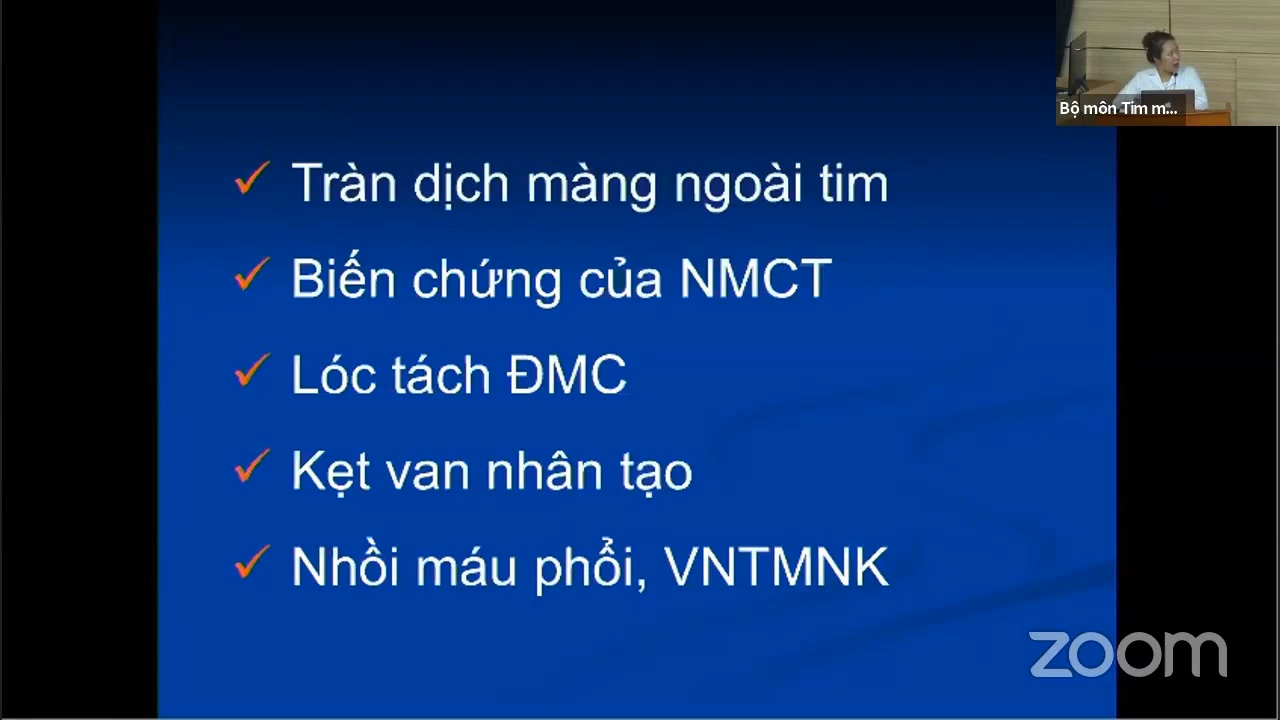 Bộ môn Tim m...
Tràn dịch màng ngoài tim
Biến chứng của NMCT
Lóc tách ĐMC
Kẹt van nhân tạo
Nhồi máu phổi, VNTMNK
zoom